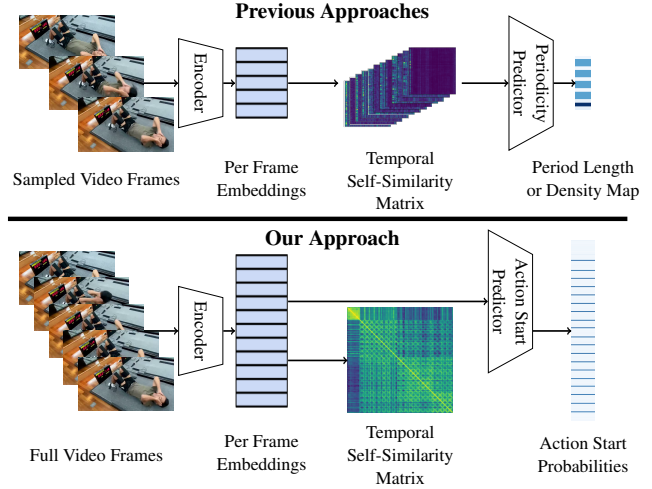 Previous Approaches
Encoder
Periodicity
Predictor
Sampled Video Frames
Per Frame
Embeddings
Temporal
Self-Similarity
Matrix
Period Length
or Density Map
Our Approach
Encoder
Action Start
Predictor
Full Video Frames
Per Frame
Embeddings
Temporal
Self-Similarity
Matrix
Action Start
Probabilities